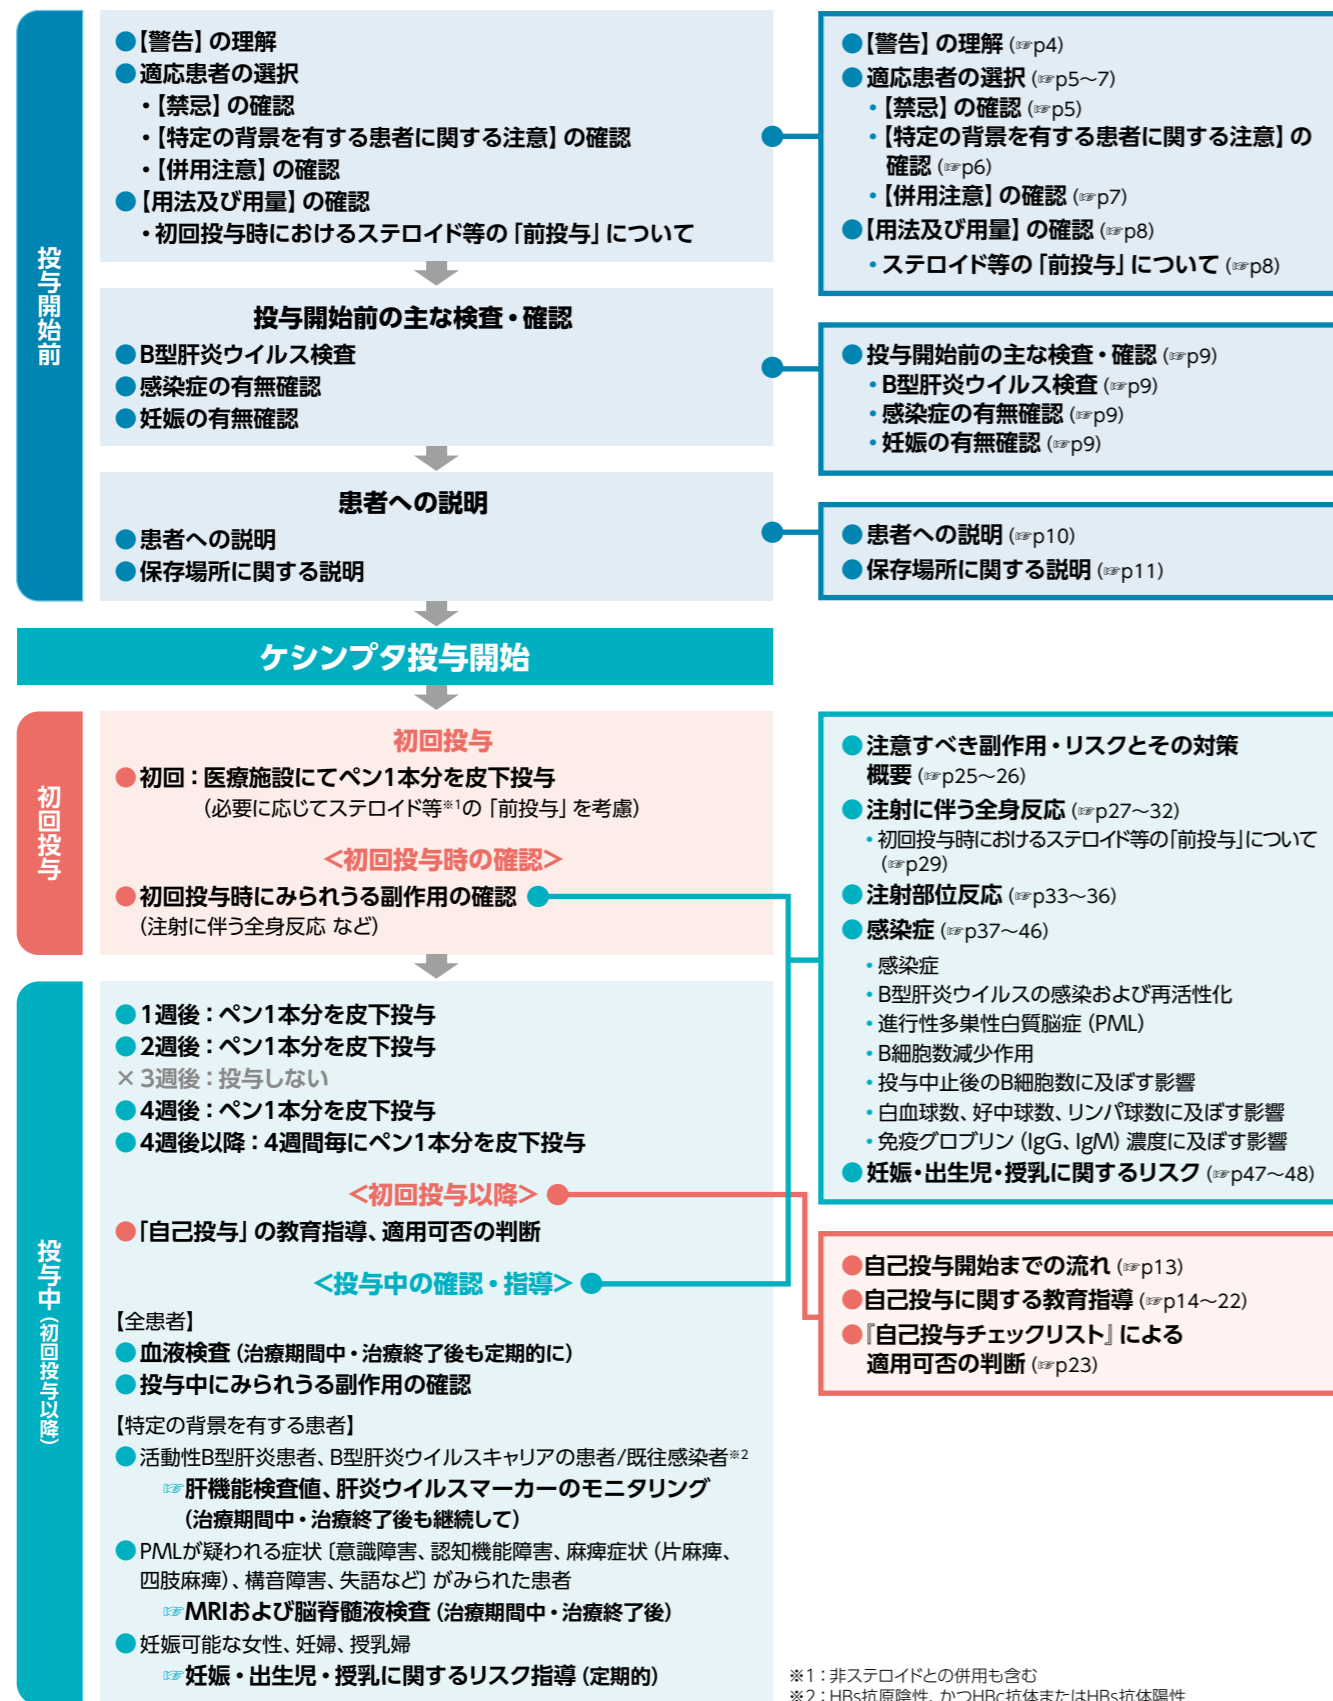 投与開始前
●【警告】の理解
●適応患者の選択
・【禁忌】の確認
・【特定の背景を有する患者に関する注意】の確認
・【併用注意】の確認
●【用法及び用量】の確認
・初回投与時におけるステロイド等の「前投与」について
●【警告】の理解（☞p4）
●適応患者の選択（☞p5～7）
・【禁忌】の確認（☞p5）
・【特定の背景を有する患者に関する注意】の
確認（☞p6）
・【併用注意】の確認（☞p7）
●【用法及び用量】の確認（☞p8）
・ステロイド等の「前投与」について（☞p8）
投与開始前の主な検査・確認
●B型肝炎ウイルス検査
●感染症の有無確認
●妊娠の有無確認
●投与開始前の主な検査・確認（☞p9）
・B型肝炎ウイルス検査（☞p9）
・感染症の有無確認（☞p9）
・妊娠の有無確認（☞p9）
患者への説明
●患者への説明
●保存場所に関する説明
●患者への説明（☞p10）
●保存場所に関する説明（☞p11）
ケシンプタ投与開始
初回投与
初回投与
●初回：医療施設にてペン1本分を皮下投与
（必要に応じてステロイド等※1の「前投与」を考慮）
＜初回投与時の確認＞
●初回投与時にみられうる副作用の確認
（注射に伴う全身反応 など）
●注意すべき副作用・リスクとその対策
概要（☞p25～26）
●注射に伴う全身反応（☞p27～32）
・初回投与時におけるステロイド等の「前投与」について
（☞p29）
●注射部位反応（☞p33～36）
●感染症（☞p37～46）
・感染症
・B型肝炎ウイルスの感染および再活性化
・進行性多巣性白質脳症（PML）
・B細胞数減少作用
・投与中止後のB細胞数に及ぼす影響
・白血球数、好中球数、リンパ球数に及ぼす影響
・免疫グロブリン（IgG、IgM）濃度に及ぼす影響
●妊娠・出生児・授乳に関するリスク（☞p47～48）
投与中（初回投与以降）
●1週後：ペン1本分を皮下投与
●2週後：ペン1本分を皮下投与
×3週後：投与しない
●4週後：ペン1本分を皮下投与
●4週後以降：4週間毎にペン1本分を皮下投与
＜初回投与以降＞
●「自己投与」の教育指導、適用可否の判断
＜投与中の確認・指導＞
●自己投与開始までの流れ（☞p13）
●自己投与に関する教育指導（☞p14～22）
●『自己投与チェックリスト』による
適用可否の判断（☞p23）
【全患者】
●血液検査（治療期間中・治療終了後も定期的に）
●投与中にみられうる副作用の確認
【特定の背景を有する患者】
●活動性B型肝炎患者、B型肝炎ウイルスキャリアの患者/既往感染者※2
☞肝機能検査値、肝炎ウイルスマーカーのモニタリング
（治療期間中・治療終了後も継続して）
●PMLが疑われる症状〔意識障害、認知機能障害、麻痺症状（片麻痺、
四肢麻痺）、構音障害、失語など〕がみられた患者
☞MRIおよび脳脊髄液検査（治療期間中・治療終了後）
●妊娠可能な女性、妊婦、授乳婦
☞妊娠・出生児・授乳に関するリスク指導（定期的）
※1：非ステロイドとの併用も含む
※2：HBs抗原陰性、かつHBc抗体またはHBs抗体陽性